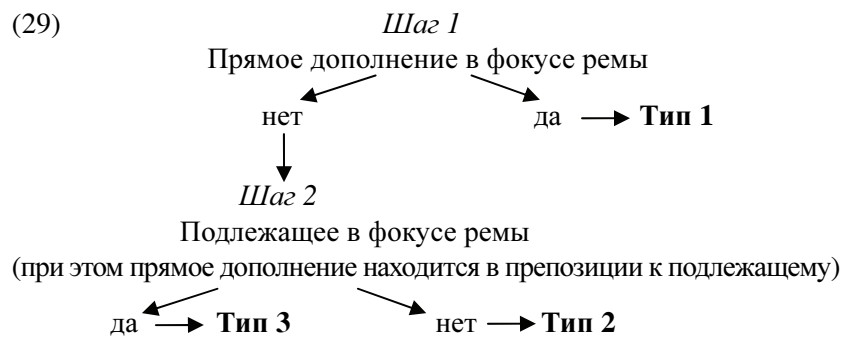 (29) Шаг 1
Прямое дополнение в фокусе ремы
нет да Тип 1
Шаг 2
Подлежащее в фокусе ремы
(при этом прямое дополнение находится в препозиции к подлежащему)
да Тип 3 нет Тип 2